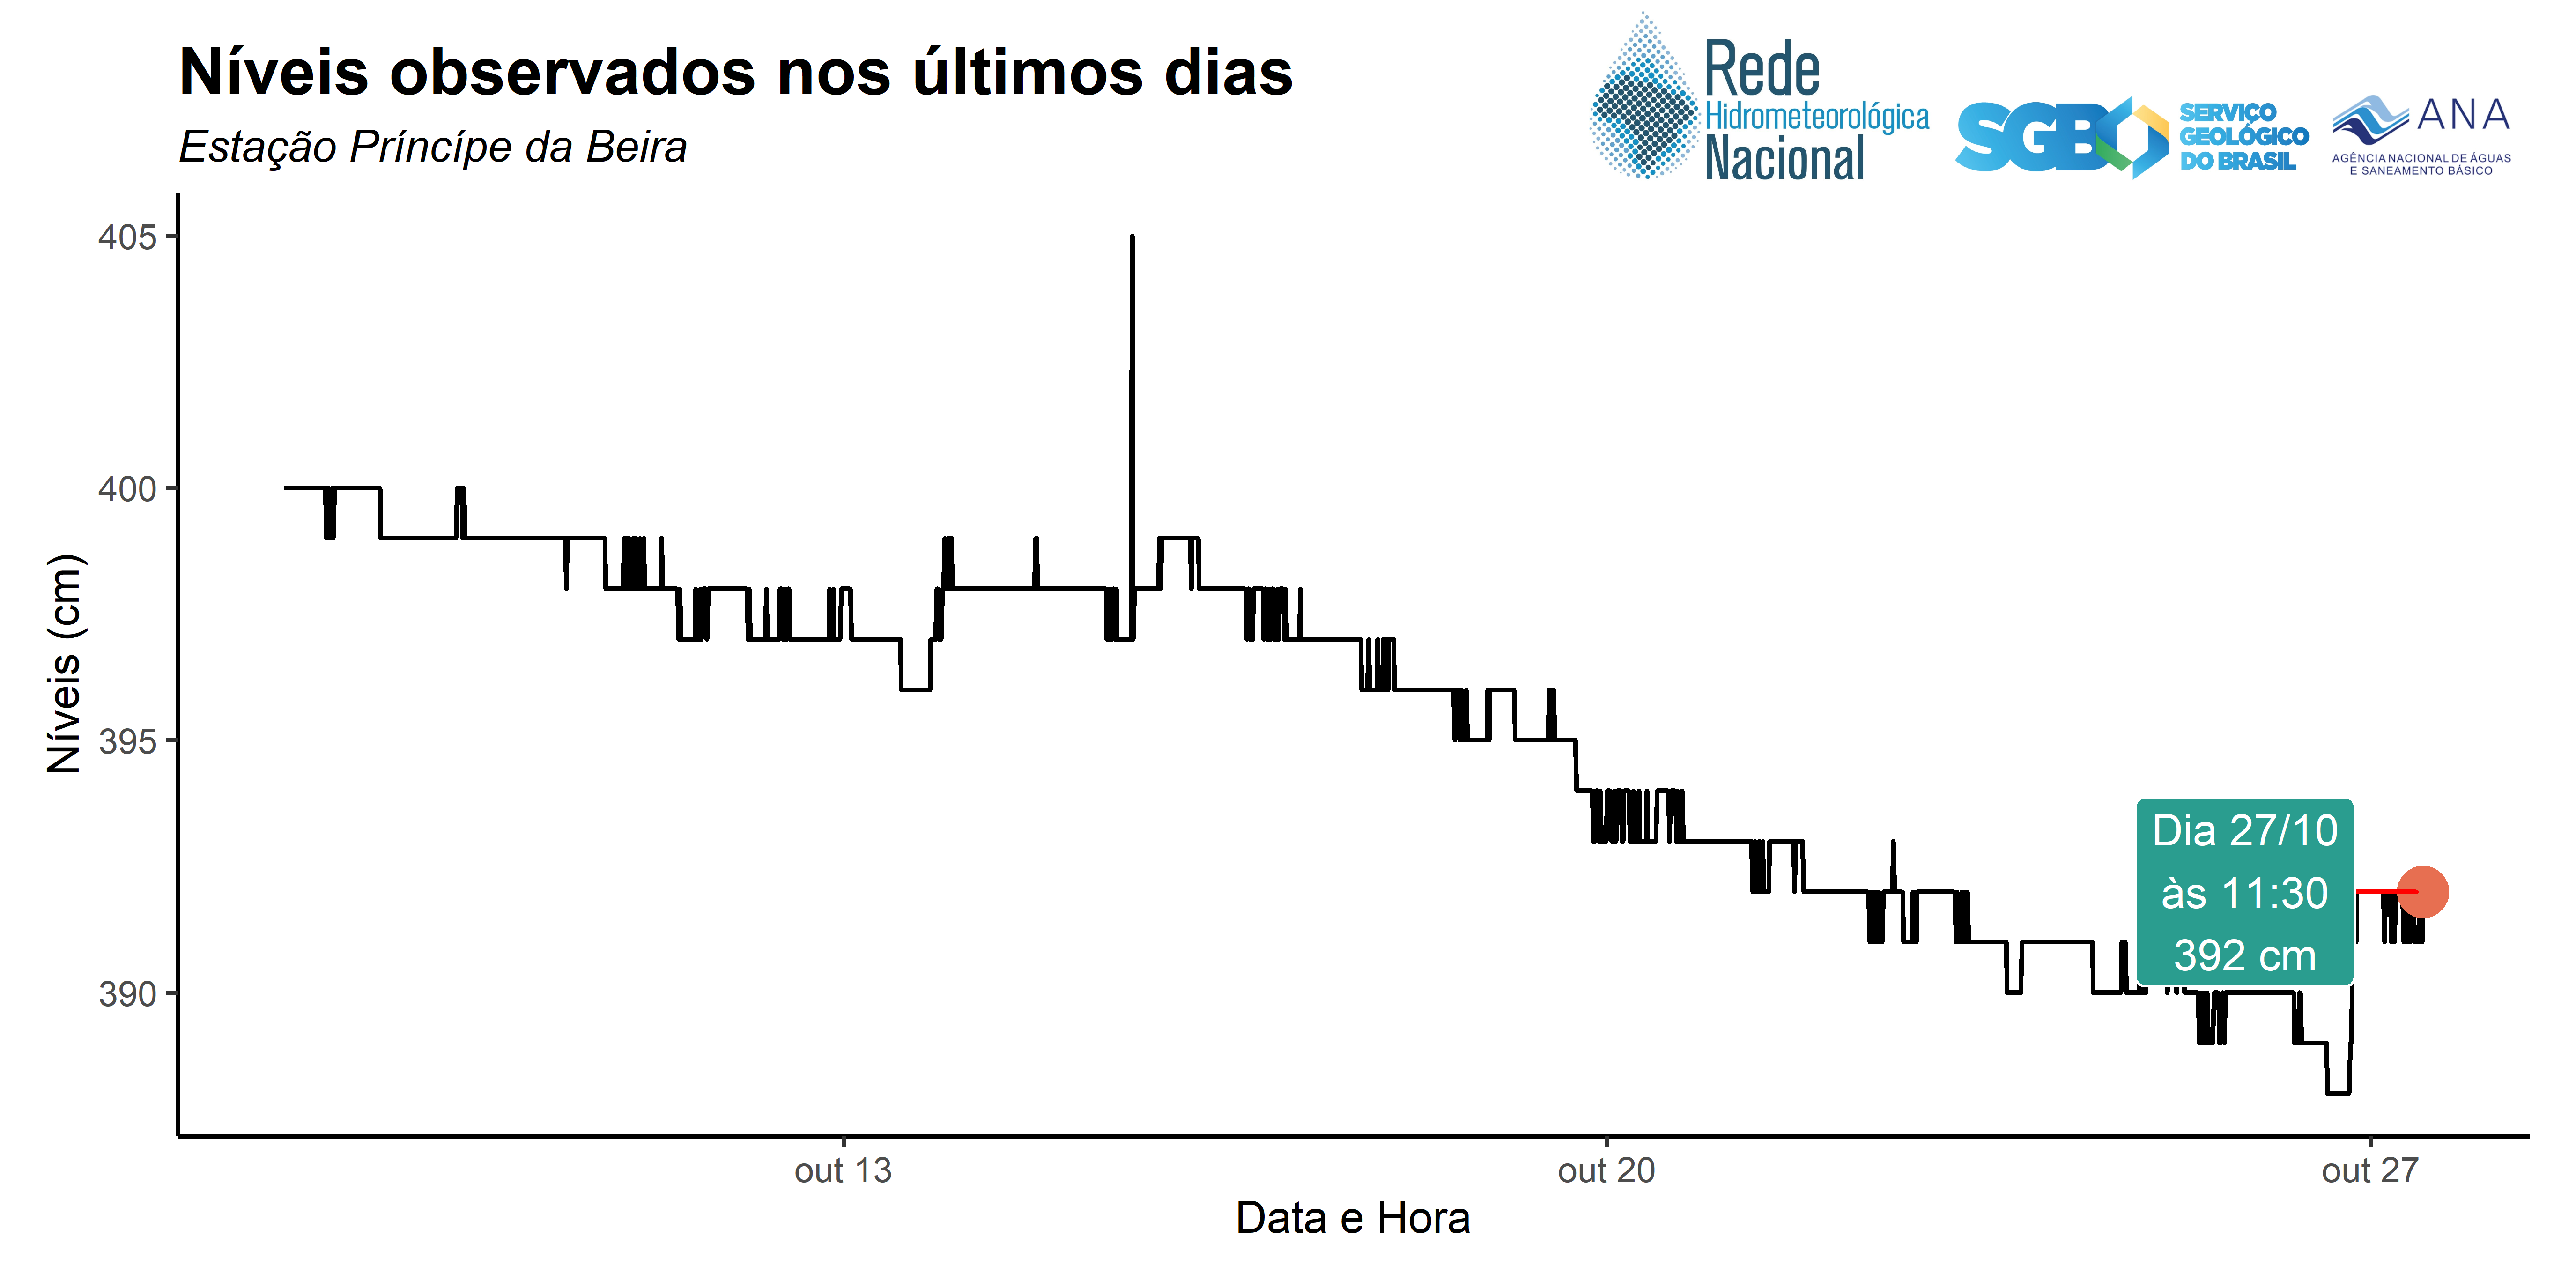 Níveis observados nos últimos dias
Estação Príncípe da Beira
Rede
Hidrometeorológica
Nacional
SGB
SERVIÇO
GEOLÓGICO
DO BRASIL
ANA
AGÊNCIA NACIONAL DE ÁGUAS
E SANEAMENTO BÁSICO
Níveis (cm)
405
400
395
390
Dia 27/10
às 11:30
392 cm
out 13
out 20
out 27
Data e Hora